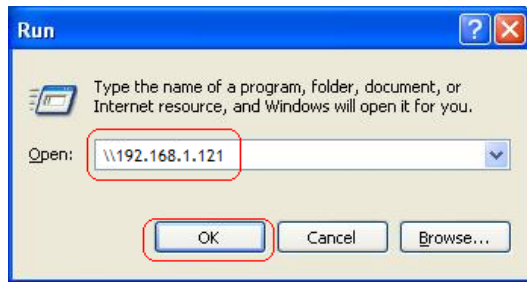 Run
Type the name of a program, folder, document, or
Internet resource, and Windows will open it for you.
Open: \\192.168.1.121
OK Cancel Browse...